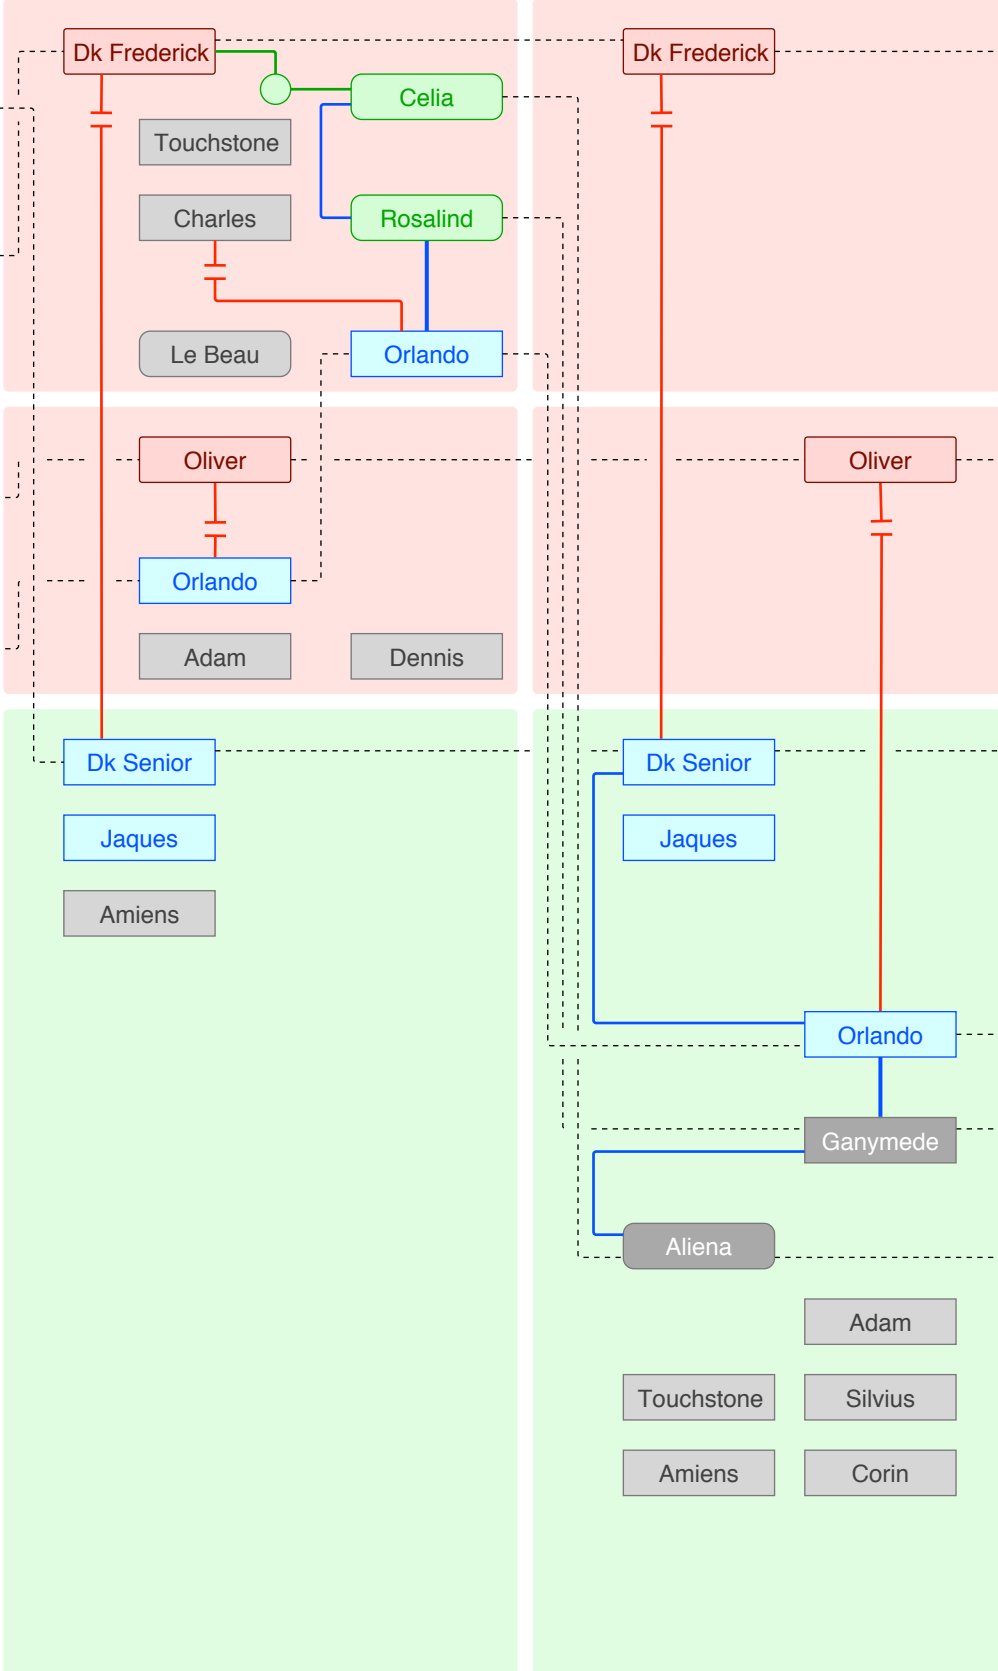 Dk Frederick
Celia
Touchstone
Charles
Rosalind
Le Beau
Orlando
Oliver
Orlando
Adam
Dennis
Dk Senior
Jaques
Amiens
Dk Frederick
Oliver
Dk Senior
Jaques
Orlando
Ganymede
Aliena
Adam
Touchstone
Silvius
Amiens
Corin